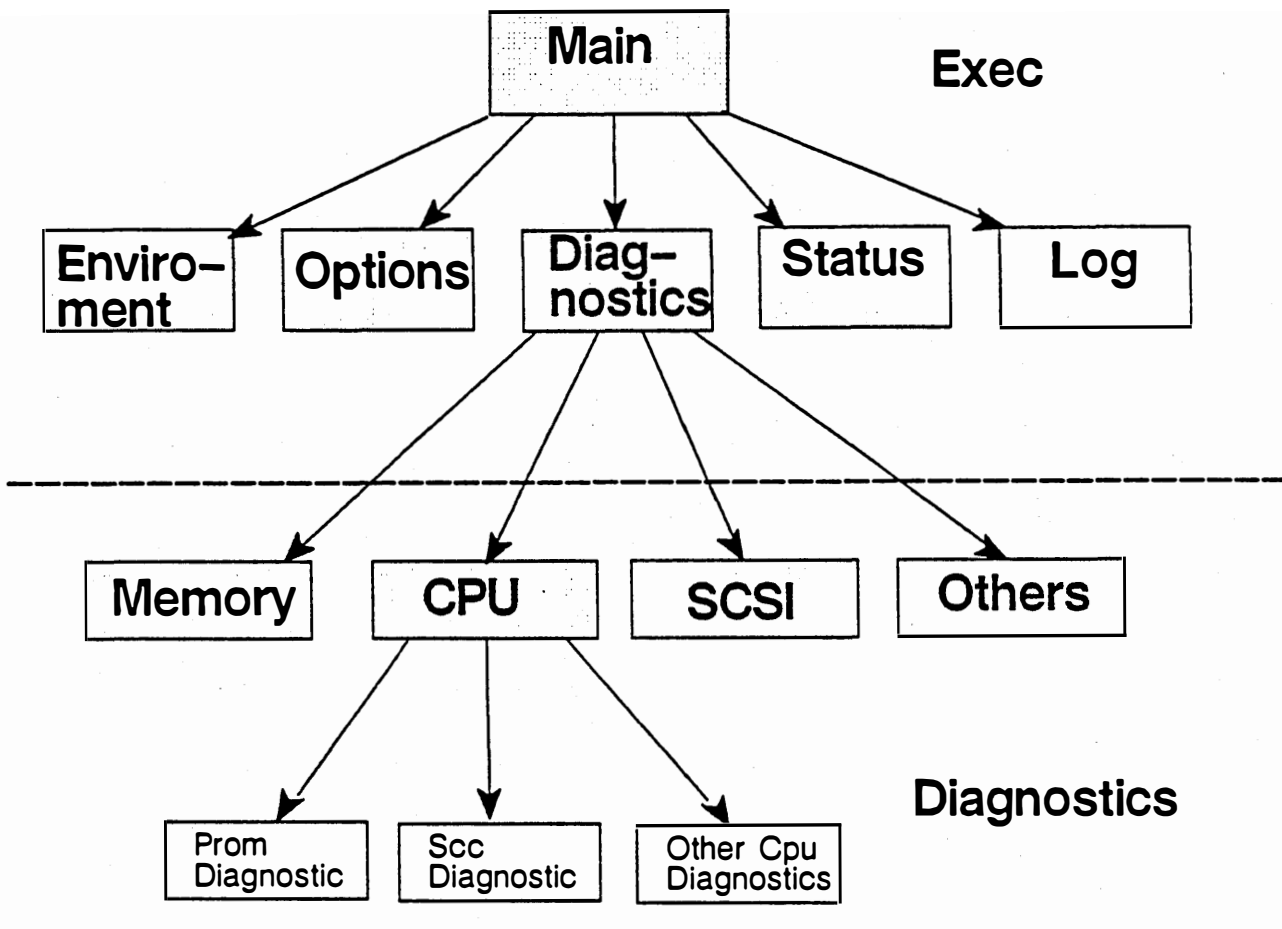 Main
Exec
Enviro-
ment
Options
Diag-
nostics
Status
Log
Memory
CPU
SCSI
Others
Diagnostics
Prom
Diagnostic
Scc
Diagnostic
Other Cpu
Diagnostics